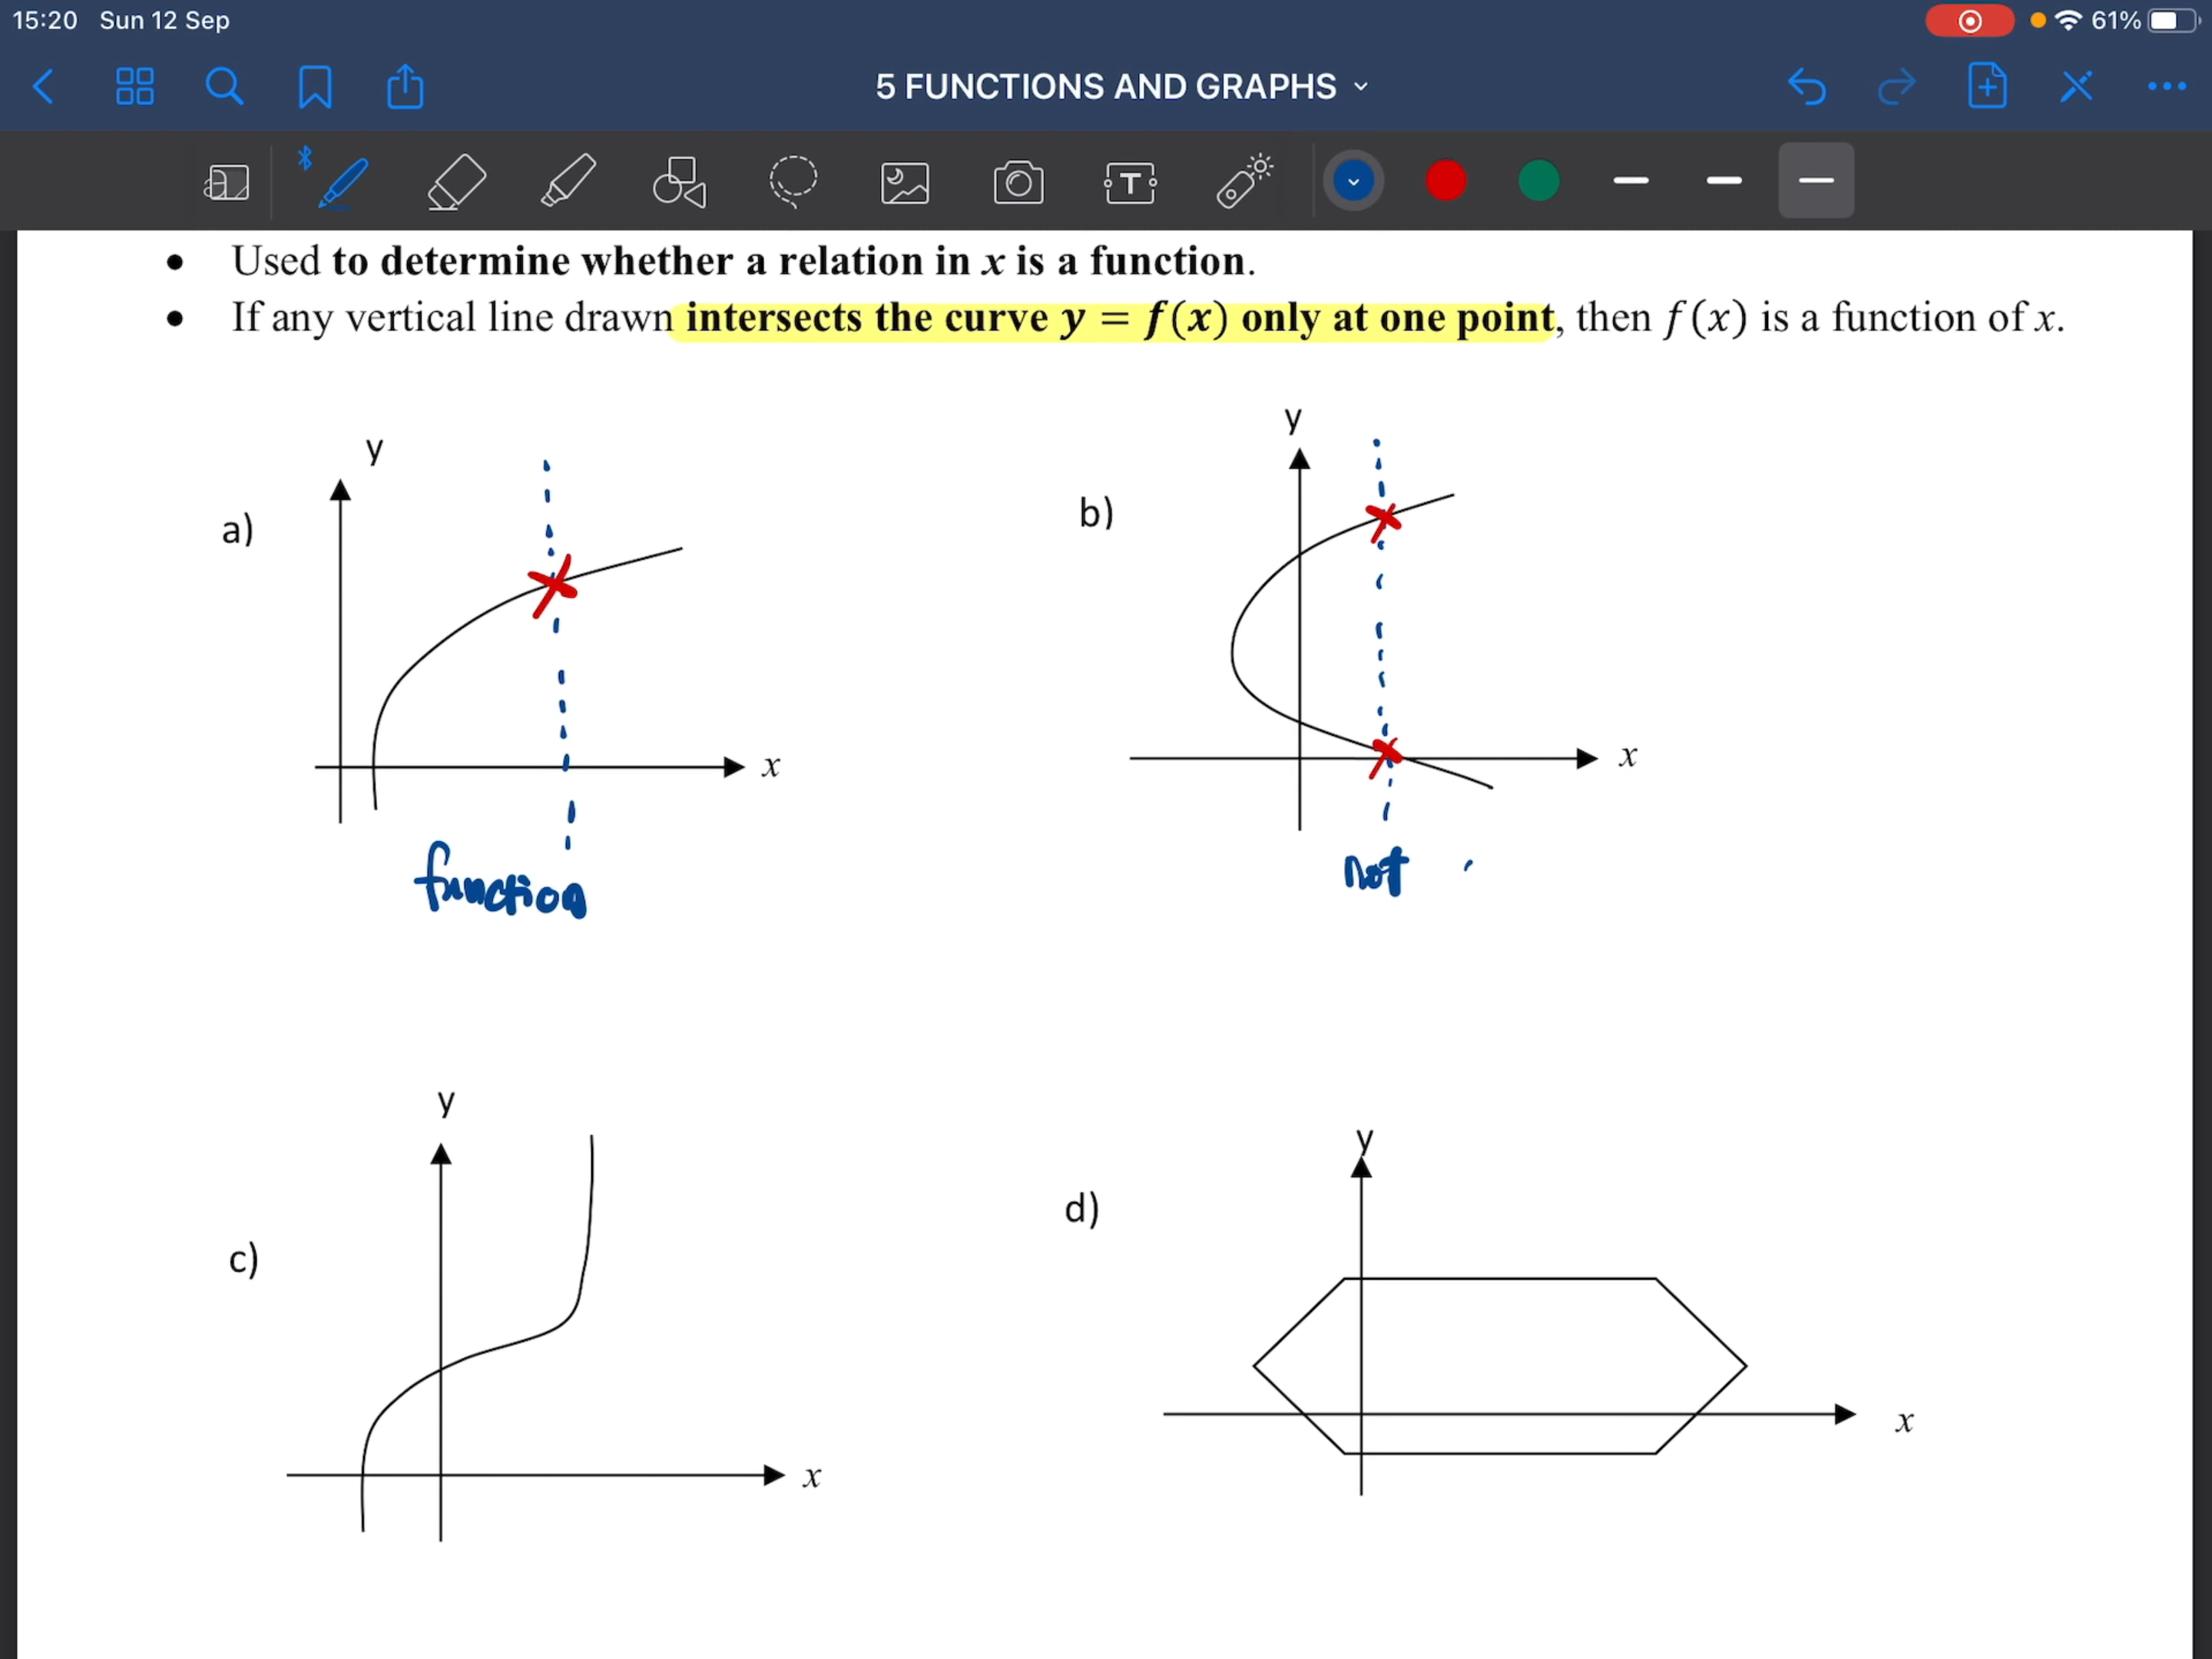 15:20 Sun 12 Sep
61%
5 FUNCTIONS AND GRAPHS
a
T
• Used to determine whether a relation in x is a function.
• If any vertical line drawn intersects the curve y = f(x) only at one point, then f(x) is a function of x.
y
y
a)
b)
x
x
function
not
y
y
d)
c)
x
x